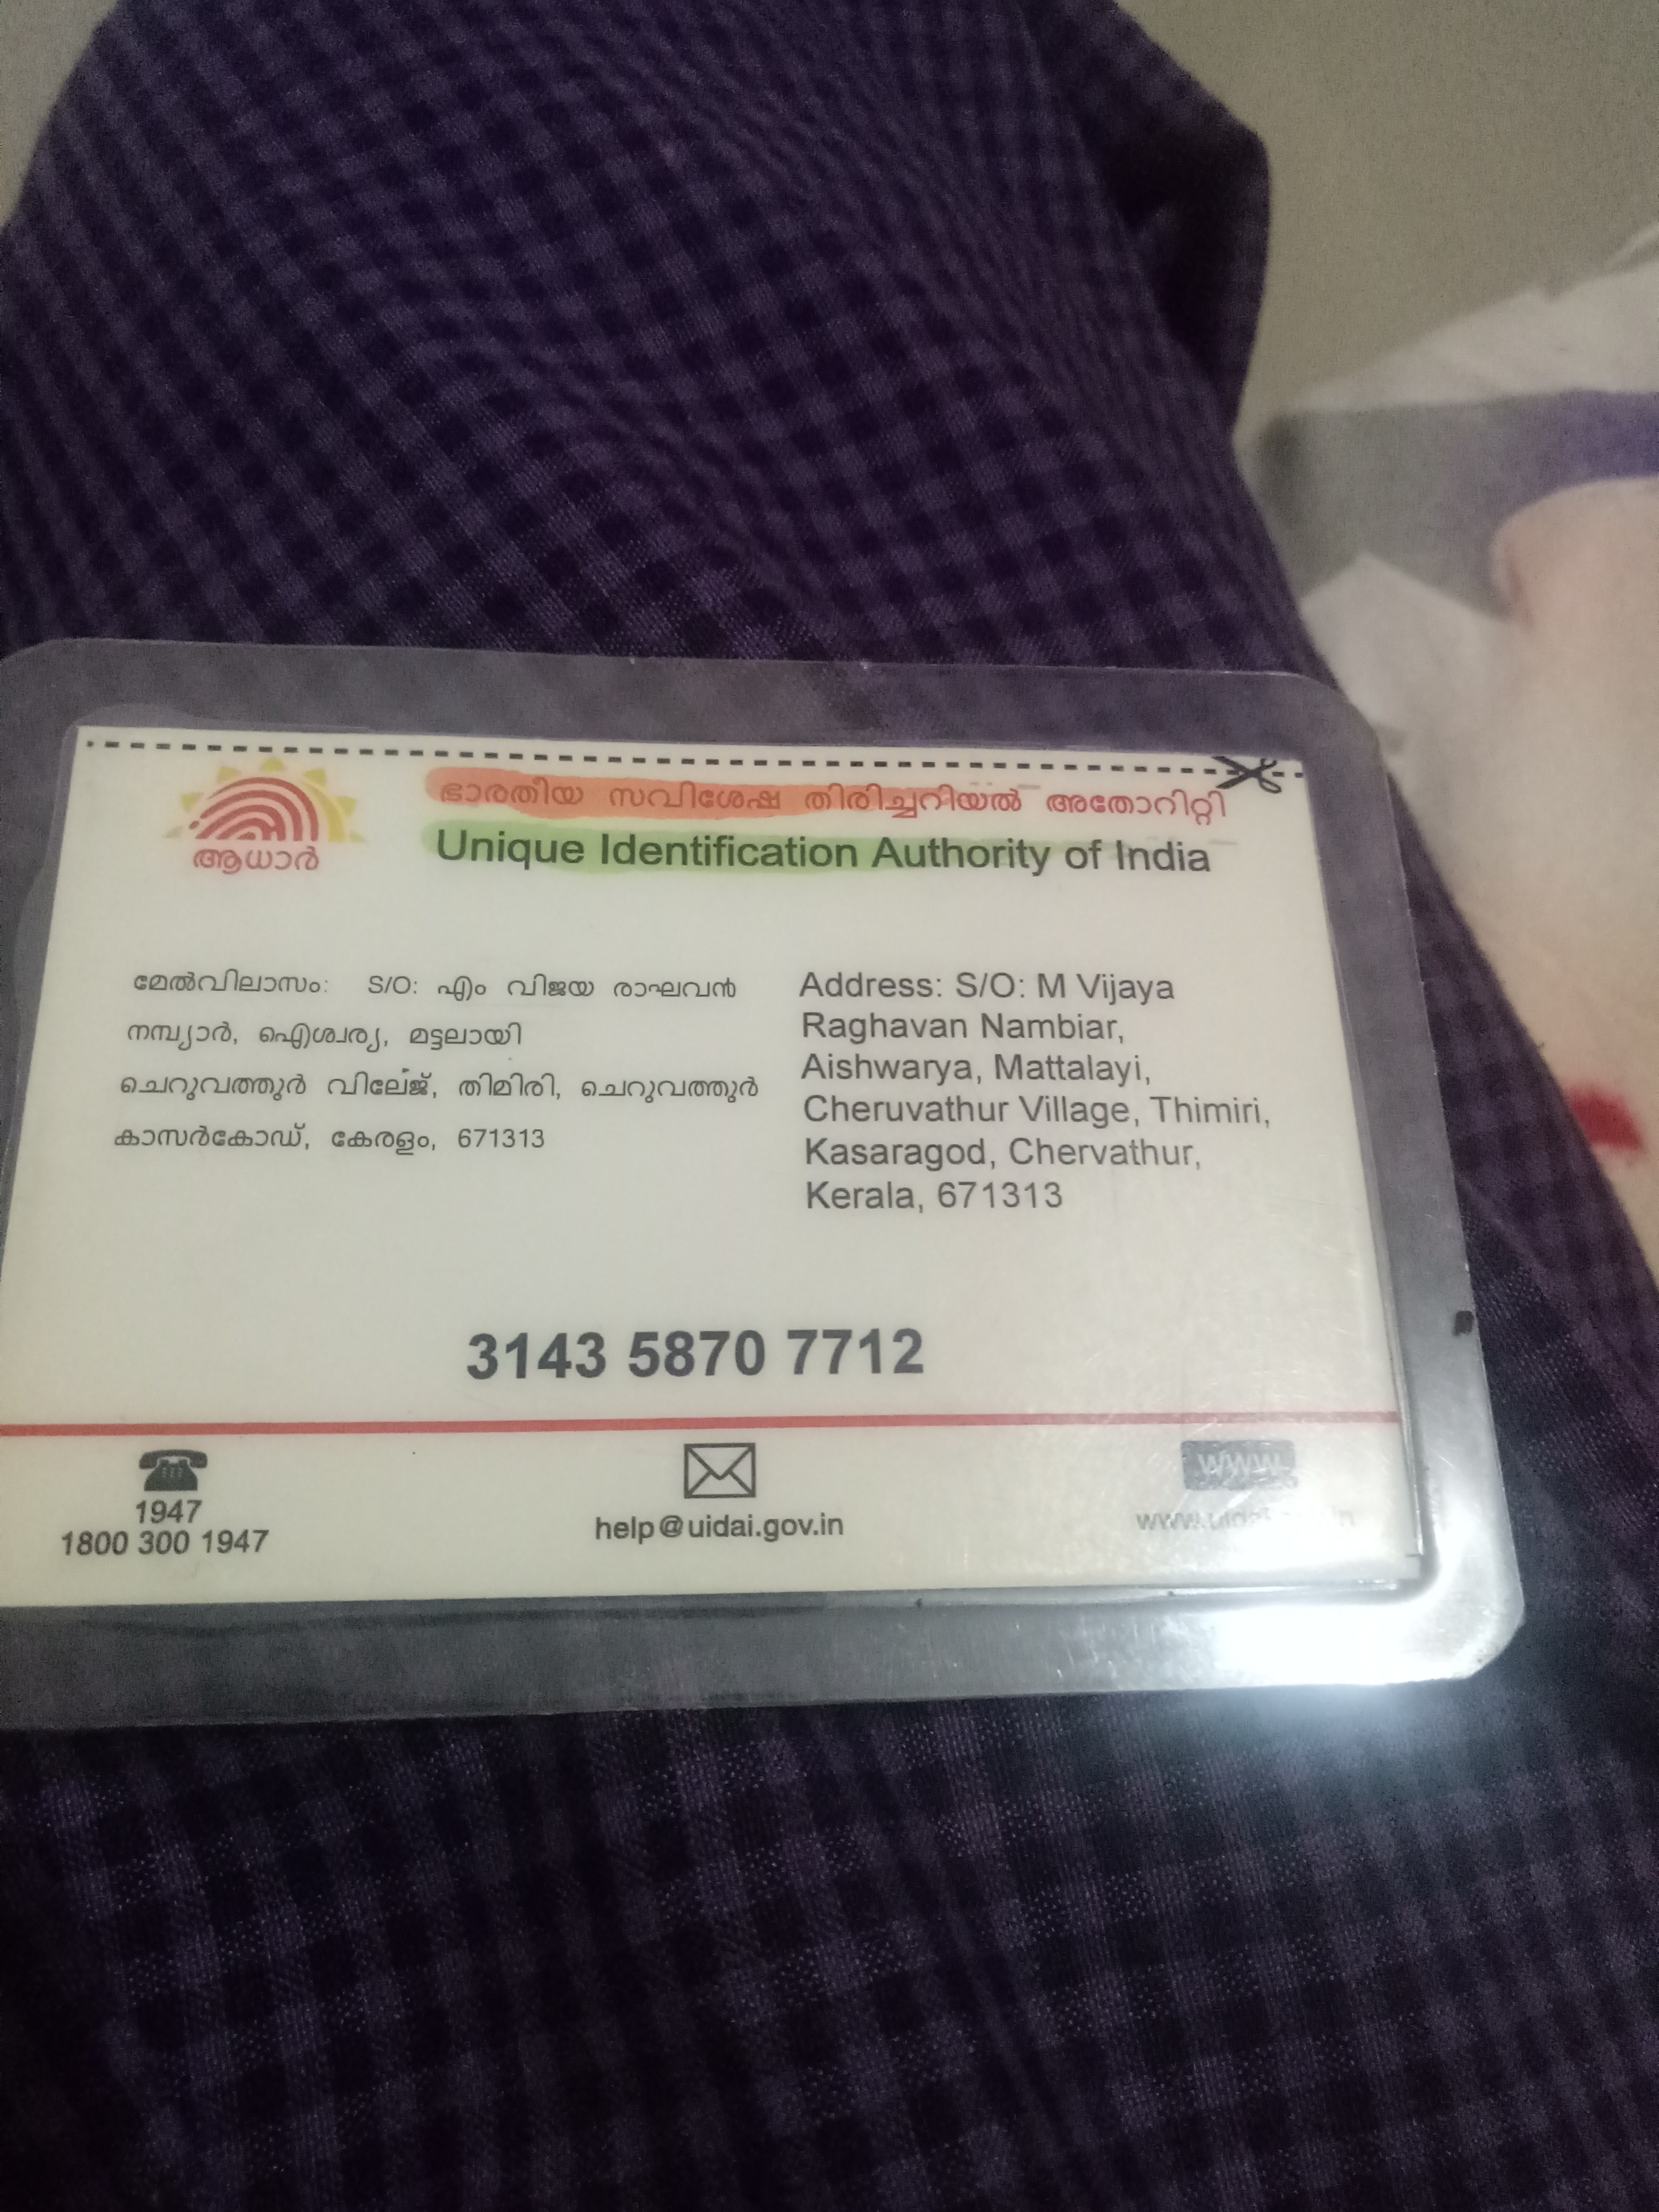 ആധാർ
ഭാരതീയ സവിശേഷ തിരിച്ചറിയൽ അതോറിറ്റി
Unique Identification Authority of India
മേൽവിലാസം: S/O: എം വിജയ രാഘവൻ
നമ്പ്യാർ, ഐശ്വര്യ, മട്ടലായി
ചെറുവത്തുർ വില്ലേജ്, തിമിരി, ചെറുവത്തുർ
കാസർകോഡ്, കേരളം, 671313
Address: S/O: M Vijaya
Raghavan Nambiar,
Aishwarya, Mattalayi,
Cheruvathur Village, Thimiri,
Kasaragod, Chervathur,
Kerala, 671313
3143 5870 7712
1947
1800 300 1947
help@uidai.gov.in
www